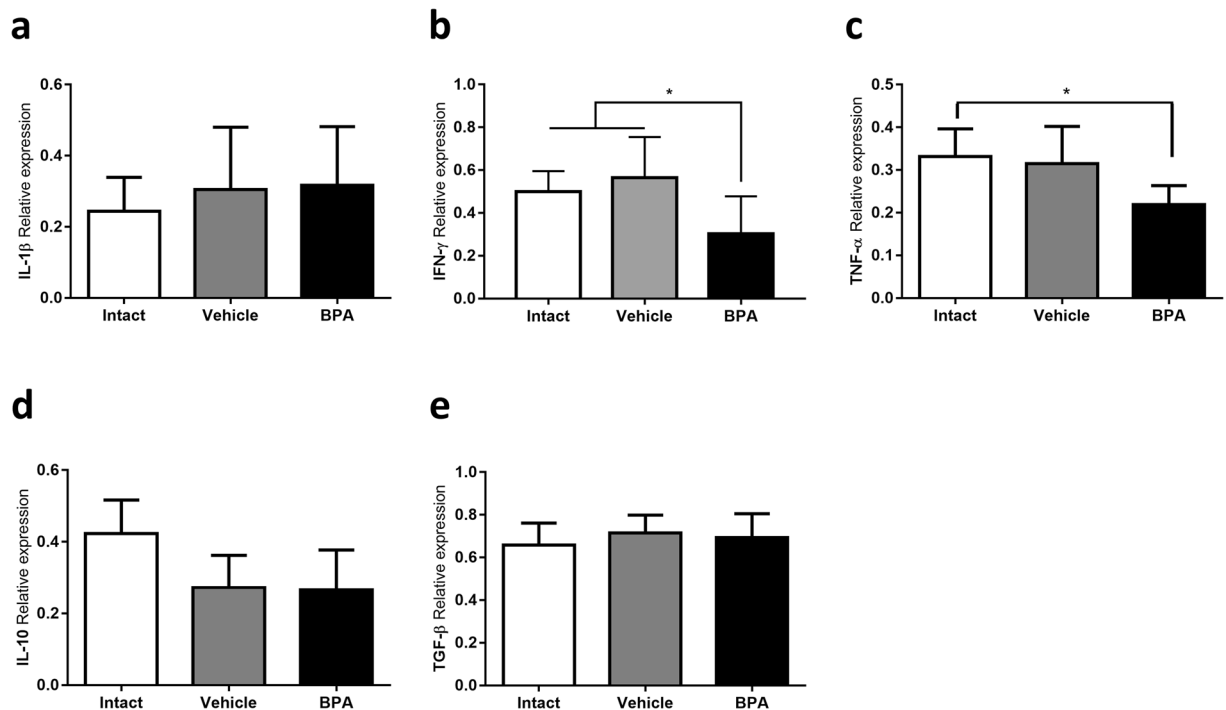 a
IL-1β Relative expression
0.6
0.4
0.2
0.0
Intact Vehicle BPA
b
IFN-γ Relative expression
1.0
0.8
0.6
0.4
0.2
0.0
*
Intact Vehicle BPA
c
TNF-α Relative expression
0.5
0.4
0.3
0.2
0.1
0.0
*
Intact Vehicle BPA
d
IL-10 Relative expression
0.6
0.4
0.2
0.0
Intact Vehicle BPA
e
TGF-β Relative expression
1.0
0.8
0.6
0.4
0.2
0.0
Intact Vehicle BPA